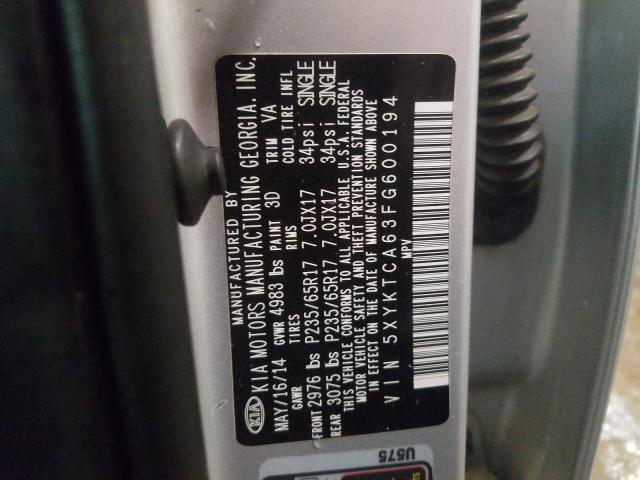 MANUFACTURED BY
KIA KIA MOTORS MANUFACTURING GEORGIA. INC.
MAY/16/14 GVWR 4983 lbs PAINT 3D TRIM VA
GAWR TIRES RIMS COLD TIRE INFL
FRONT 2976 lbs P235/65R17 7.0JX17 34psi SINGLE
REAR 3075 lbs P235/65R17 7.0JX17 34psi SINGLE
THIS VEHICLE CONFORMS TO ALL APPLICABLE U.S.A. FEDERAL
MOTOR VEHICLE SAFETY AND THEFT PREVENTION STANDARDS
IN EFFECT ON THE DATE OF MANUFACTURE SHOWN ABOVE
VIN 5XYKTCA63FG600194
MPV
U575